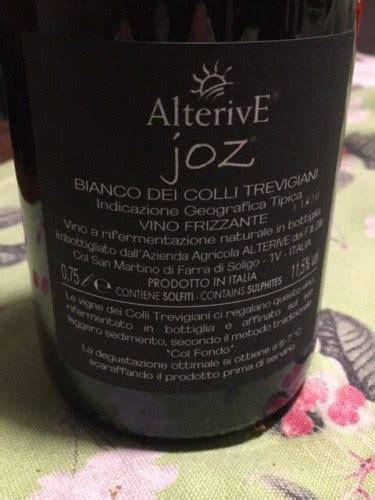 AlterivE
joz
BIANCO DEI COLLI TREVIGIANI
Indicazione Geografica Tipica
VINO FRIZZANTE
Vino a rifermentazione naturale in bottiglia
Imbottigliato dall'Azienda Agricola ALTERIVE dei
Col San Martino di Farra di Soligo - TV - ITALIA
0,75 l e PRODOTTO IN ITALIA 11,5% vol
CONTIENE SOLFITI - CONTAINS SULPHITES
Le vigne dei Colli Trevigiani ci regalano questo vino,
rifermentato in bottiglia e affinato sul suo
leggero sedimento, secondo il metodo tradizionale
"Col Fondo".
La degustazione ottimale si ottiene a 6-7 °C
scaraffando il prodotto prima di servirlo.